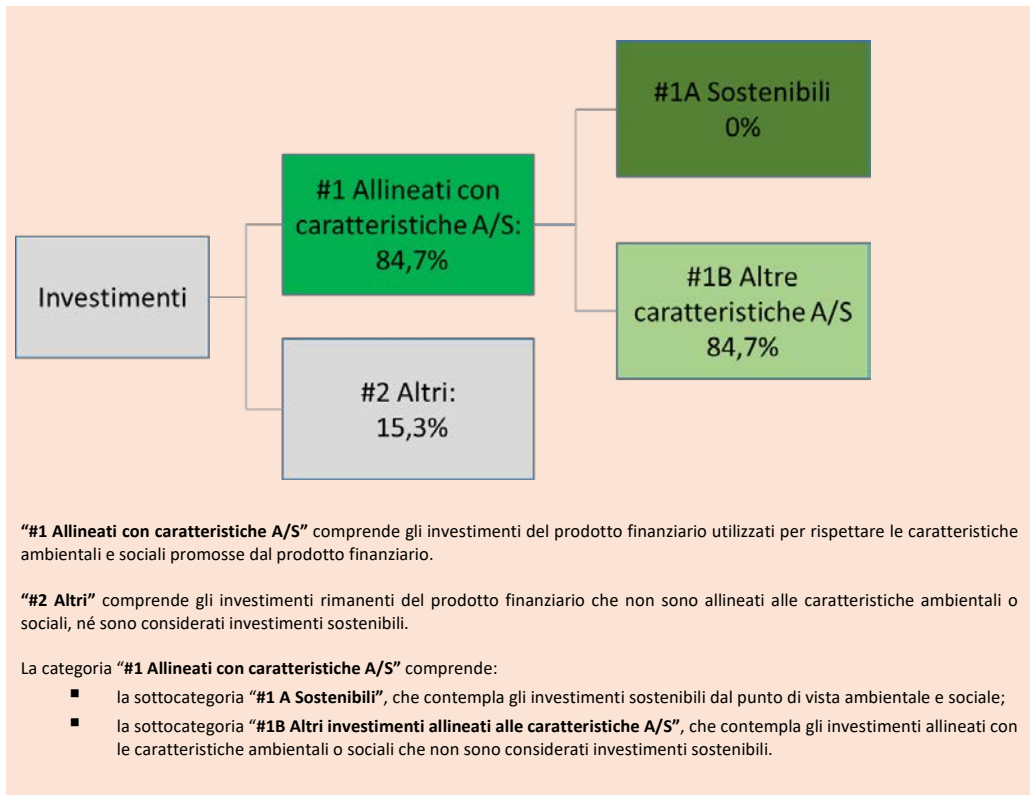 Investimenti
#1 Allineati con
caratteristiche A/S:
84,7%
#2 Altri:
15,3%
#1A Sostenibili
0%
#1B Altre
caratteristiche A/S
84,7%
“#1 Allineati con caratteristiche A/S” comprende gli investimenti del prodotto finanziario utilizzati per rispettare le caratteristiche
ambientali e sociali promosse dal prodotto finanziario.
“#2 Altri” comprende gli investimenti rimanenti del prodotto finanziario che non sono allineati alle caratteristiche ambientali o
sociali, né sono considerati investimenti sostenibili.
La categoria “#1 Allineati con caratteristiche A/S” comprende:
▪ la sottocategoria “#1 A Sostenibili”, che contempla gli investimenti sostenibili dal punto di vista ambientale e sociale;
▪ la sottocategoria “#1B Altri investimenti allineati alle caratteristiche A/S”, che contempla gli investimenti allineati con
le caratteristiche ambientali o sociali che non sono considerati investimenti sostenibili.